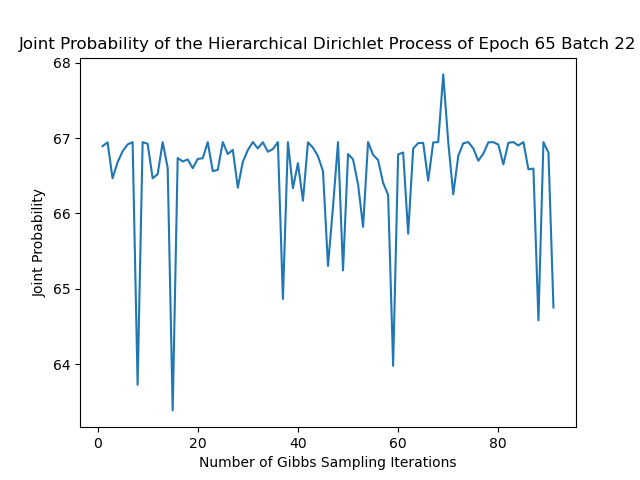 Joint Probability of the Hierarchical Dirichlet Process of Epoch 65 Batch 22
68
67
66
65
64
Joint Probability
0 20 40 60 80
Number of Gibbs Sampling Iterations